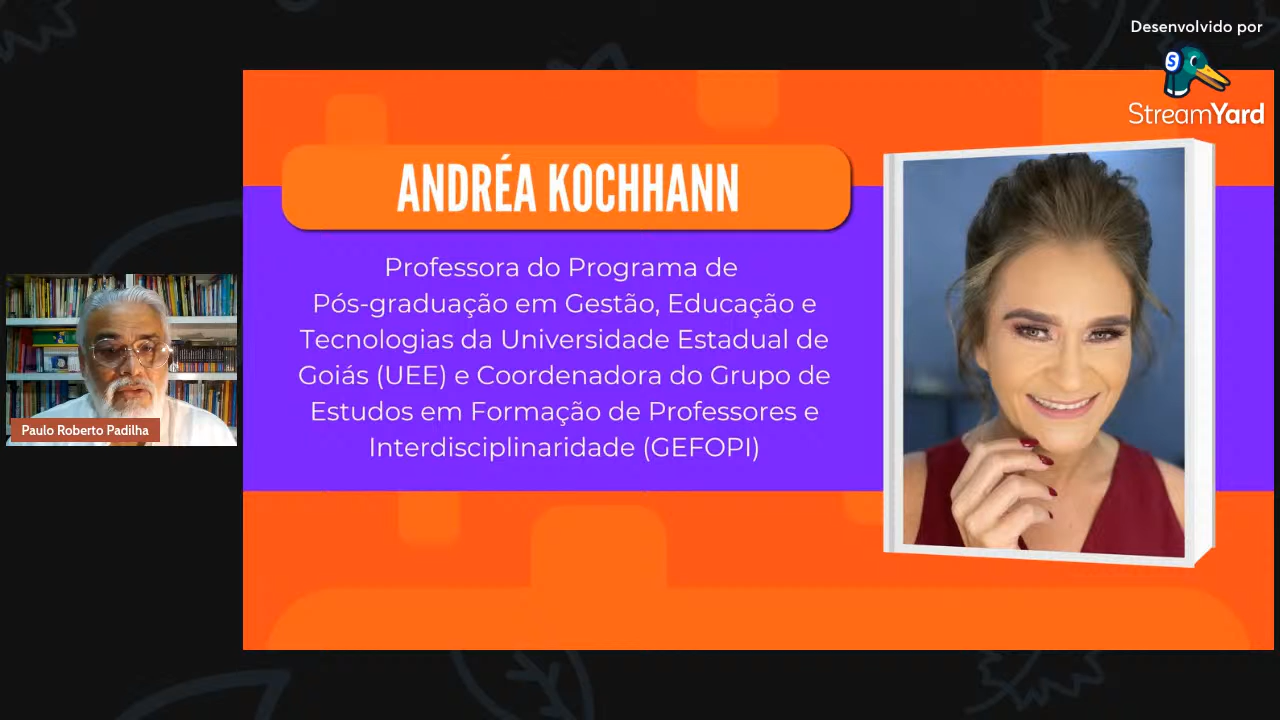 Desenvolvido por
StreamYard
ANDRÉA KOCHHANN
Professora do Programa de
Pós-graduação em Gestão, Educação e
Tecnologias da Universidade Estadual de
Goiás (UEE) e Coordenadora do Grupo de
Estudos em Formação de Professores e
Interdisciplinaridade (GEFOPI)
Paulo Roberto Padilha